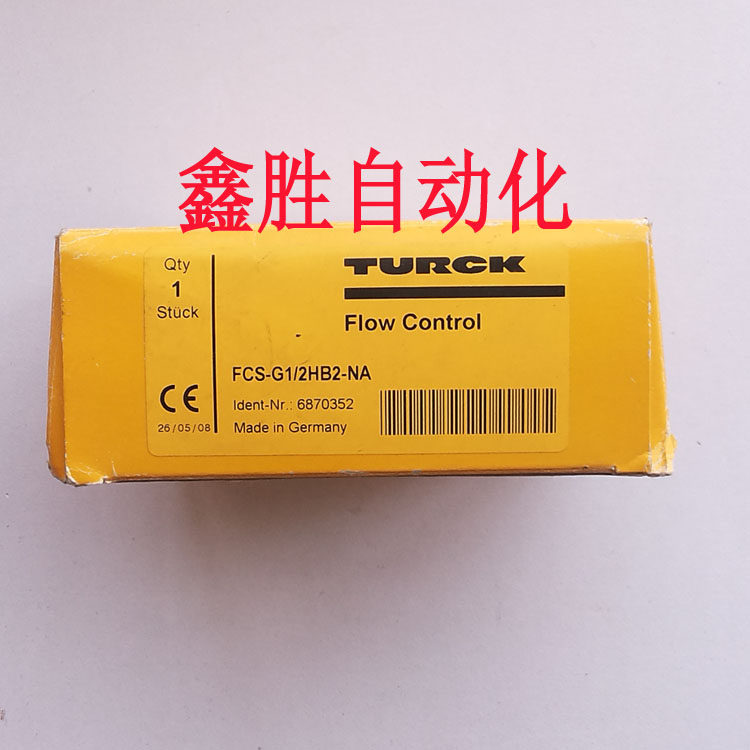 鑫胜自动化
Qty
1
Stück
TURCK
Flow Control
FCS-G1/2HB2-NA
Ident-Nr.: 6870352
Made in Germany
CE
26/05/08